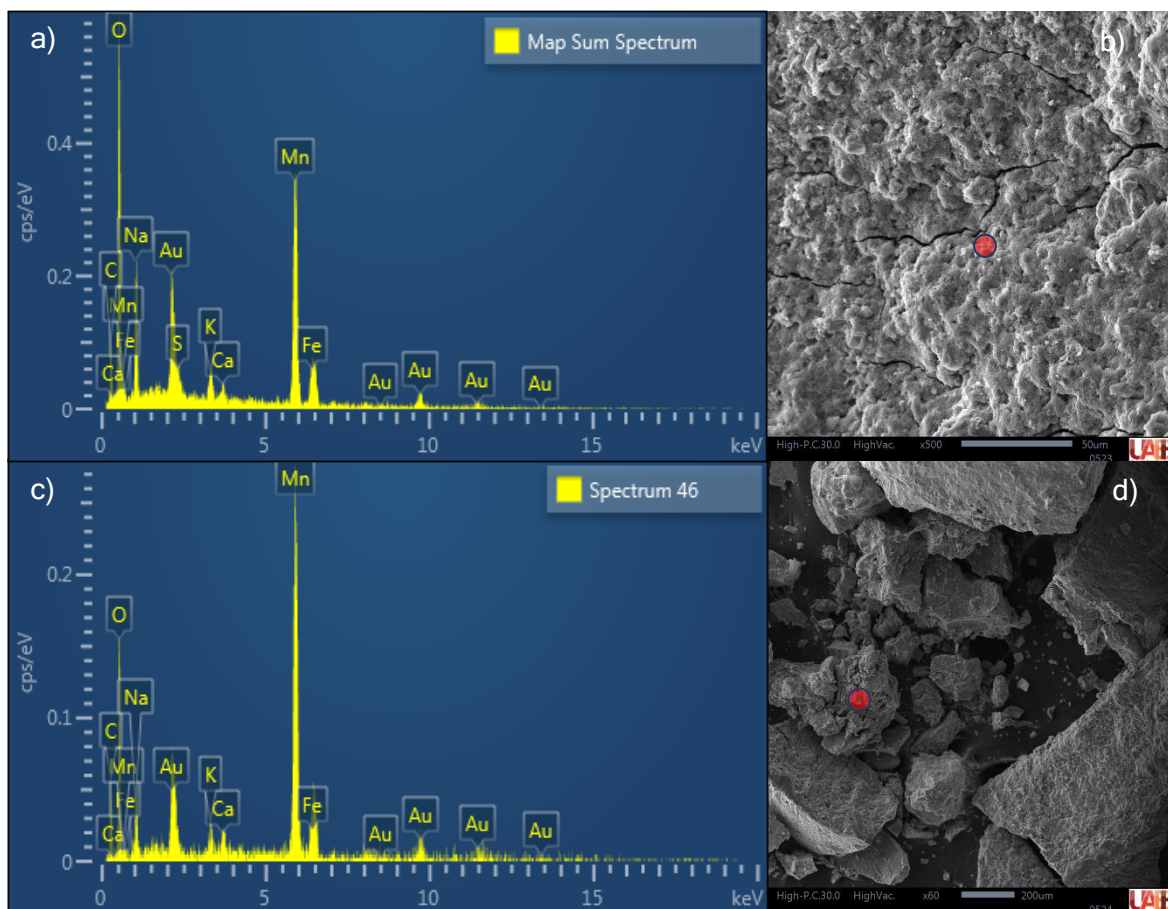 a)
O
Map Sum Spectrum
0.4
Mn
cps/eV
Na
Au
0.2
C
Mn
K
Fe
S
Fe
Ca
Ca
Au
Au
Au
Au
0
0 5 10 15 keV
b)
High-P.C.30.0 HighVac. x500 50um
0523
c)
Mn
Spectrum 46
0.2
O
cps/eV
Na
0.1
C
Mn
Au
K
Fe
Ca
Fe
Ca
Au
Au
Au
Au
0
0 5 10 15 keV
d)
High-P.C.30.0 HighVac. x60 200um
0524